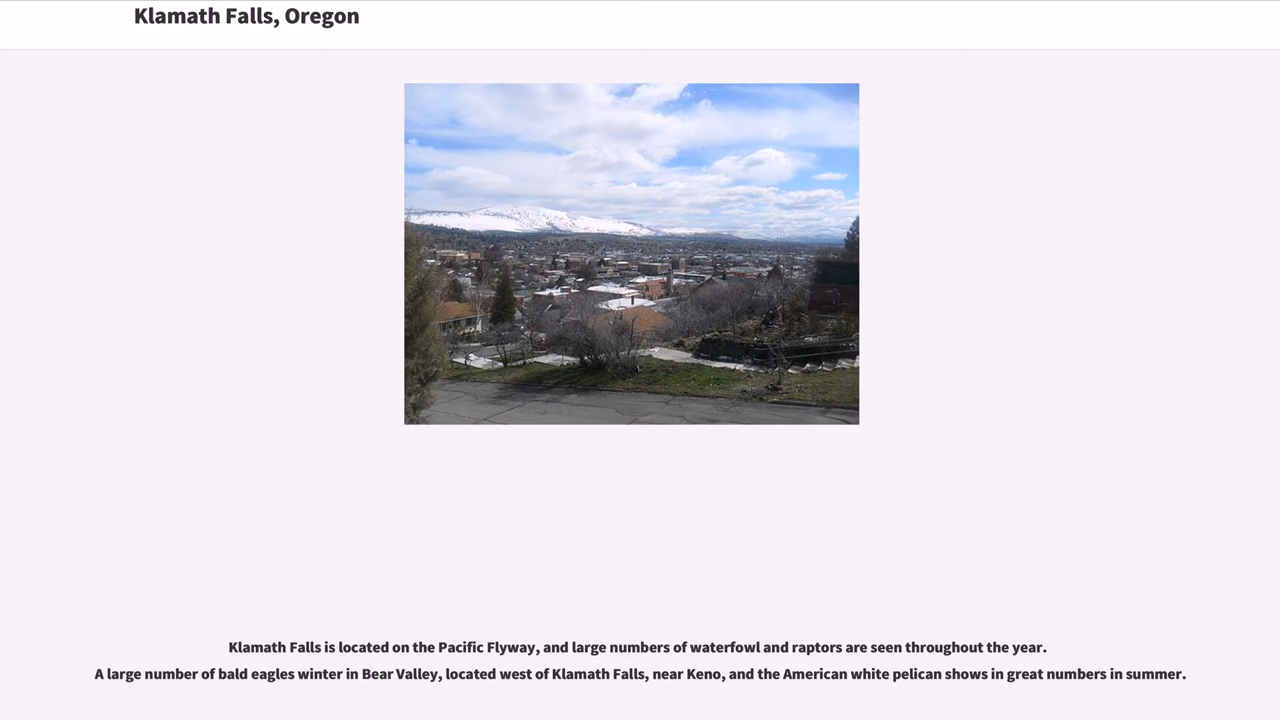 Klamath Falls, Oregon
Klamath Falls is located on the Pacific Flyway, and large numbers of waterfowl and raptors are seen throughout the year.
A large number of bald eagles winter in Bear Valley, located west of Klamath Falls, near Keno, and the American white pelican shows in great numbers in summer.